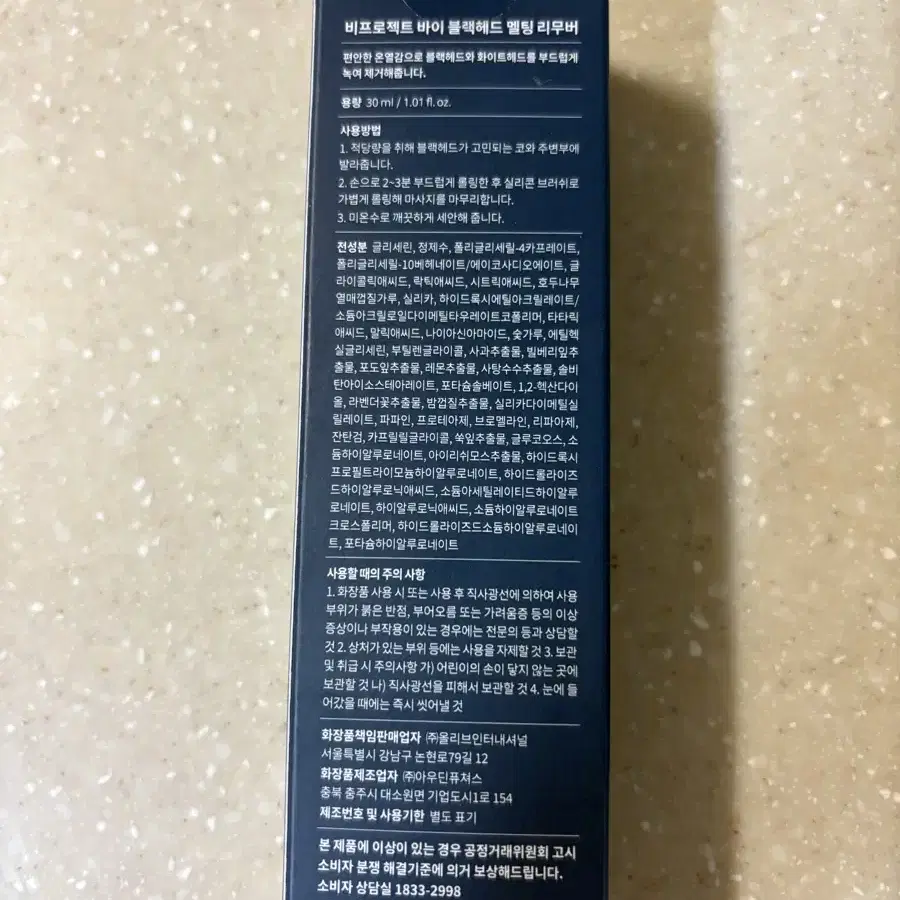 비프로젝트 바이 블랙헤드 멜팅 리무버
편안한 온열감으로 블랙헤드와 화이트헤드를 부드럽게
녹여 제거해줍니다.
용량 30 ml / 1.01 fl. oz.
사용방법
1. 적당량을 취해 블랙헤드가 고민되는 코와 주변부에
발라줍니다.
2. 손으로 2~3분 부드럽게 롤링한 후 실리콘 브러쉬로
가볍게 롤링해 마사지를 마무리합니다.
3. 미온수로 깨끗하게 세안해 줍니다.
전성분 글리세린, 정제수, 폴리글리세릴-4카프레이트,
폴리글리세릴-10베헤네이트/에이코사디오에이트, 글
라이콜릭애씨드, 락틱애씨드, 시트릭애씨드, 호두나무
열매껍질가루, 실리카, 하이드록시에틸아크릴레이트/
소듐아크릴로일다이메틸타우레이트코폴리머, 타타릭
애씨드, 말릭애씨드, 나이아신아마이드, 숯가루, 에틸헥
실글리세린, 부틸렌글라이콜, 사과추출물, 빌베리잎추
출물, 포도잎추출물, 레몬추출물, 사탕수수추출물, 솔비
탄아이소스테아레이트, 포타슘솔베이트, 1,2-헥산다이
올, 라벤더꽃추출물, 밤껍질추출물, 실리카다이메틸실
릴레이트, 파파인, 프로테아제, 브로멜라인, 리파아제,
잔탄검, 카프릴릴글라이콜, 쑥잎추출물, 글루코오스, 소
듐하이알루로네이트, 아이리쉬모스추출물, 하이드록시
프로필트라이모늄하이알루로네이트, 하이드롤라이즈
드하이알루로닉애씨드, 소듐아세틸레이티드하이알루
로네이트, 하이알루로닉애씨드, 소듐하이알루로네이트
크로스폴리머, 하이드롤라이즈드소듐하이알루로네이
트, 포타슘하이알루로네이트
사용할 때의 주의 사항
1. 화장품 사용 시 또는 사용 후 직사광선에 의하여 사용
부위가 붉은 반점, 부어오름 또는 가려움증 등의 이상
증상이나 부작용이 있는 경우에는 전문의 등과 상담할
것 2. 상처가 있는 부위 등에는 사용을 자제할 것 3. 보관
및 취급 시 주의사항 가) 어린이의 손이 닿지 않는 곳에
보관할 것 나) 직사광선을 피해서 보관할 것 4. 눈에 들
어갔을 때에는 즉시 씻어낼 것
화장품책임판매업자 ㈜올리브인터내셔널
서울특별시 강남구 논현로79길 12
화장품제조업자 ㈜아우딘퓨쳐스
충북 충주시 대소원면 기업도시1로 154
제조번호 및 사용기한 별도 표기
본 제품에 이상이 있는 경우 공정거래위원회 고시
소비자 분쟁 해결기준에 의거 보상해드립니다.
소비자 상담실 1833-2998